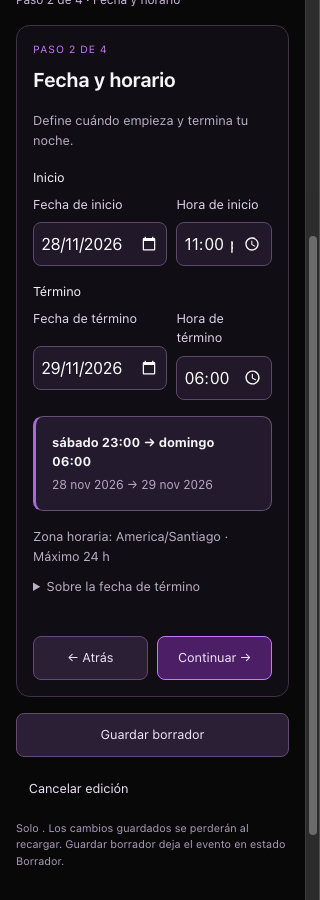 Paso 2 de 4 · Fecha y horario
PASO 2 DE 4
Fecha y horario
Define cuándo empieza y termina tu
noche.
Inicio
Fecha de inicio
Hora de inicio
28/11/2026
11:00
Término
Fecha de término
Hora de
término
29/11/2026
06:00
sábado 23:00 → domingo
06:00
28 nov 2026 → 29 nov 2026
Zona horaria: America/Santiago ·
Máximo 24 h
▶ Sobre la fecha de término
← Atrás
Continuar →
Guardar borrador
Cancelar edición
Solo . Los cambios guardados se perderán al
recargar. Guardar borrador deja el evento en estado
Borrador.